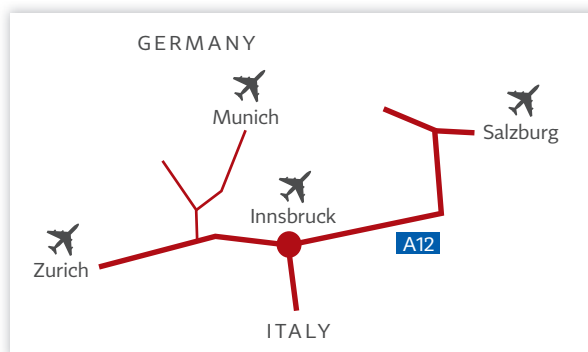 GERMANY
Munich
Salzburg
Innsbruck
A12
Zurich
ITALY